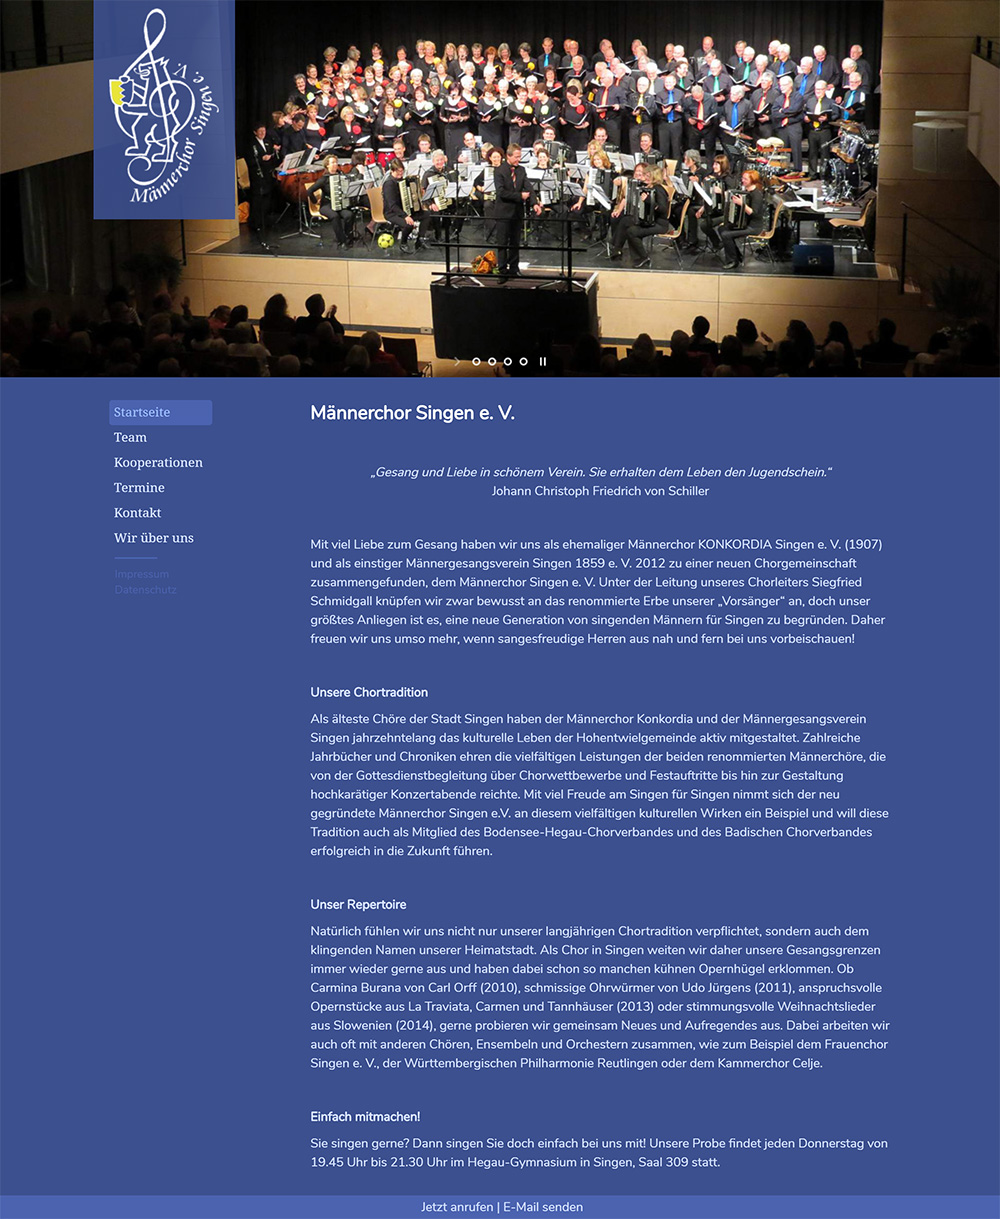 Männerchor Singen e. V.
Startseite
Team
Kooperationen
Termine
Kontakt
Wir über uns
Impressum
Datenschutz
Männerchor Singen e. V.
„Gesang und Liebe in schönem Verein. Sie erhalten dem Leben den Jugendschein.“
Johann Christoph Friedrich von Schiller
Mit viel Liebe zum Gesang haben wir uns als ehemaliger Männerchor KONKORDIA Singen e. V. (1907)
und als einstiger Männergesangsverein Singen 1859 e. V. 2012 zu einer neuen Chorgemeinschaft
zusammengefunden, dem Männerchor Singen e. V. Unter der Leitung unseres Chorleiters Siegfried
Schmidgall knüpfen wir zwar bewusst an das renommierte Erbe unserer „Vorsänger“ an, doch unser
größtes Anliegen ist es, eine neue Generation von singenden Männern für Singen zu begründen. Daher
freuen wir uns umso mehr, wenn sangesfreudige Herren aus nah und fern bei uns vorbeischauen!
Unsere Chortradition
Als älteste Chöre der Stadt Singen haben der Männerchor Konkordia und der Männergesangsverein
Singen jahrzehntelang das kulturelle Leben der Hohentwielgemeinde aktiv mitgestaltet. Zahlreiche
Jahrbücher und Chroniken ehren die vielfältigen Leistungen der beiden renommierten Männerchöre, die
von der Gottesdienstbegleitung über Chorwettbewerbe und Festauftritte bis hin zur Gestaltung
hochkarätiger Konzertabende reichte. Mit viel Freude am Singen für Singen nimmt sich der neu
gegründete Männerchor Singen e.V. an diesem vielfältigen kulturellen Wirken ein Beispiel und will diese
Tradition auch als Mitglied des Bodensee-Hegau-Chorverbandes und des Badischen Chorverbandes
erfolgreich in die Zukunft führen.
Unser Repertoire
Natürlich fühlen wir uns nicht nur unserer langjährigen Chortradition verpflichtet, sondern auch dem
klingenden Namen unserer Heimatstadt. Als Chor in Singen weiten wir daher unsere Gesangsgrenzen
immer wieder gerne aus und haben dabei schon so manchen kühnen Opernhügel erklommen. Ob
Carmina Burana von Carl Orff (2010), schmissige Ohrwürmer von Udo Jürgens (2011), anspruchsvolle
Opernstücke aus La Traviata, Carmen und Tannhäuser (2013) oder stimmungsvolle Weihnachtslieder
aus Slowenien (2014), gerne probieren wir gemeinsam Neues und Aufregendes aus. Dabei arbeiten wir
auch oft mit anderen Chören, Ensembeln und Orchestern zusammen, wie zum Beispiel dem Frauenchor
Singen e. V., der Württembergischen Philharmonie Reutlingen oder dem Kammerchor Celje.
Einfach mitmachen!
Sie singen gerne? Dann singen Sie doch einfach bei uns mit! Unsere Probe findet jeden Donnerstag von
19.45 Uhr bis 21.30 Uhr im Hegau-Gymnasium in Singen, Saal 309 statt.
Jetzt anrufen | E-Mail senden